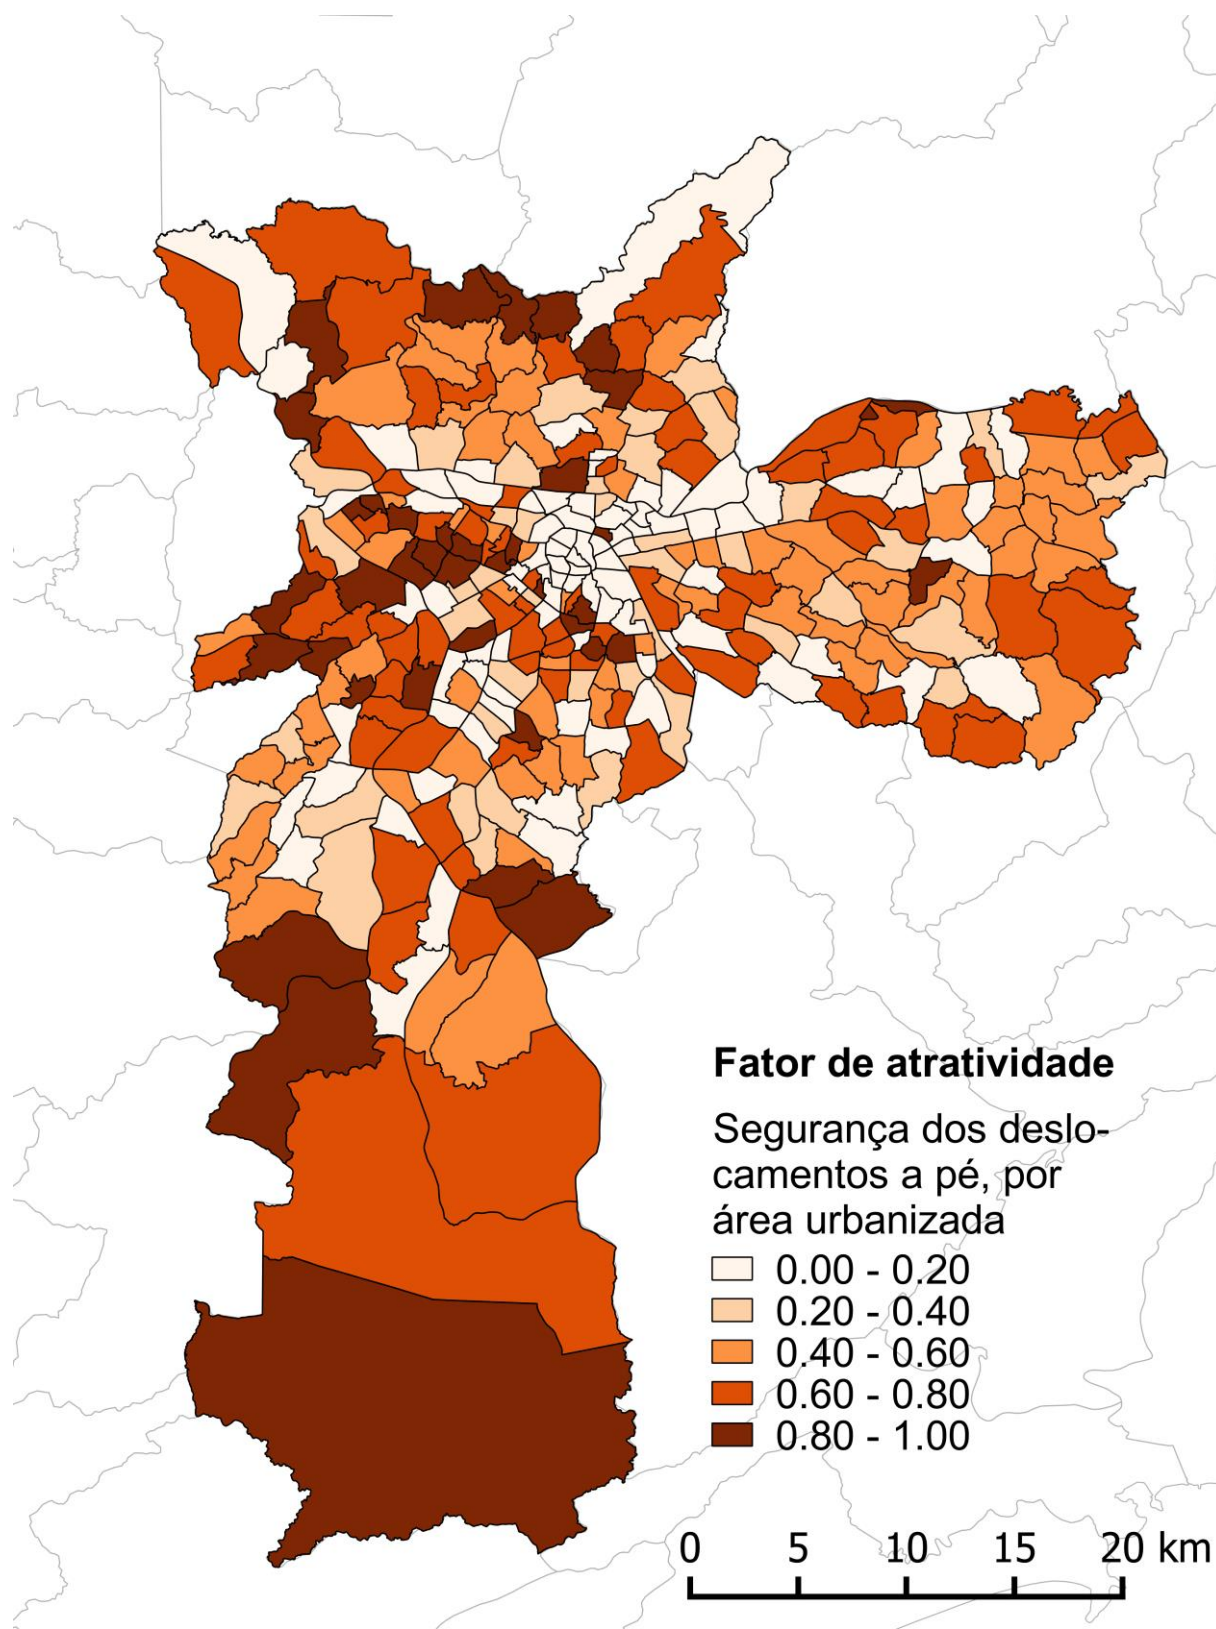 Fator de atratividade
Segurança dos deslo-
camentos a pé, por
área urbanizada
0.00 - 0.20
0.20 - 0.40
0.40 - 0.60
0.60 - 0.80
0.80 - 1.00
0 5 10 15 20 km